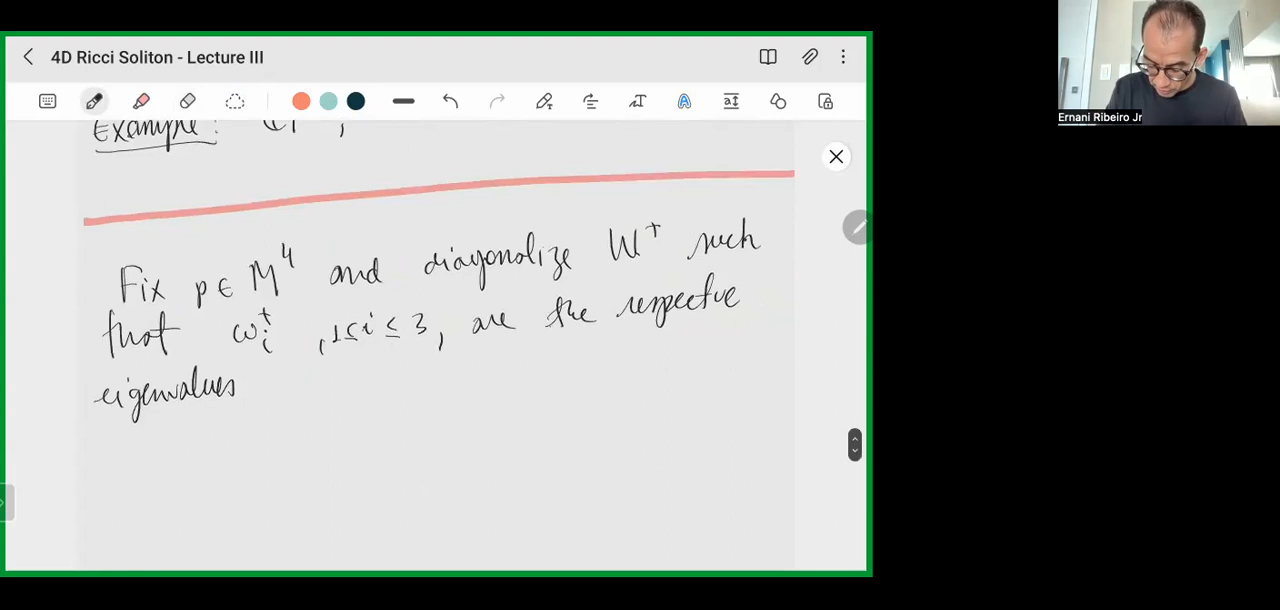 4D Ricci Soliton - Lecture III
Ernani Ribeiro Jr
Example:
Fix p ∈ M⁴ and diagonalize W⁺ such
that ω⁺ᵢ , 1 ≤ i ≤ 3, are the respective
eigenvalues